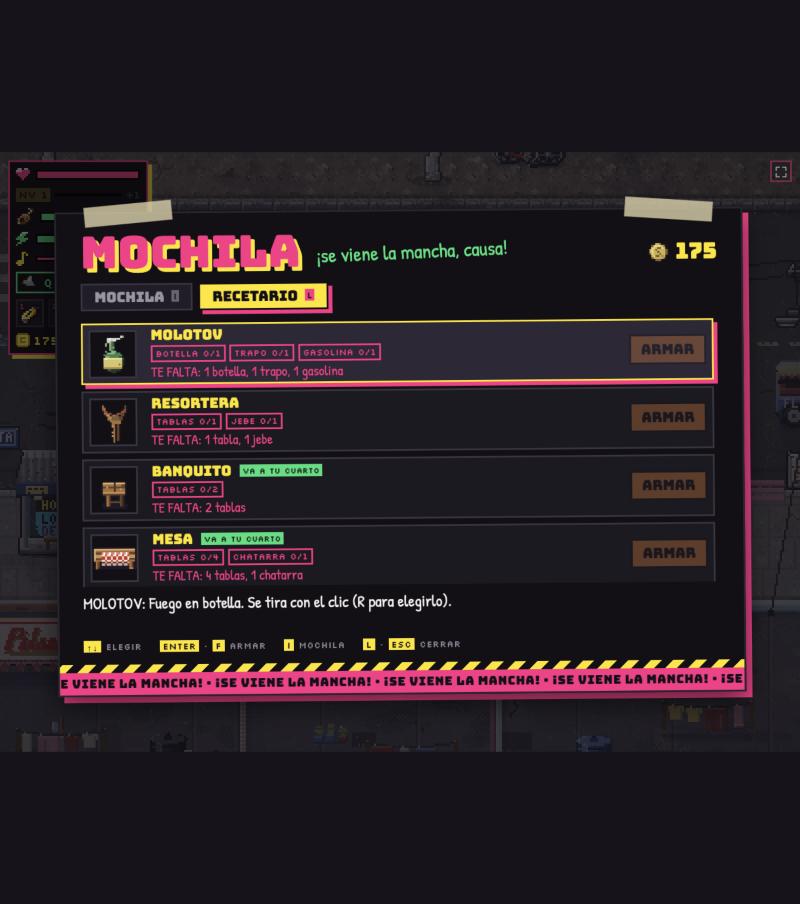 NV 1
+1
Q
175
MOCHILA ¡se viene la mancha, causa! S 175
MOCHILA I
RECETARIO L
MOLOTOV
BOTELLA 0/1 TRAPO 0/1 GASOLINA 0/1
TE FALTA: 1 botella, 1 trapo, 1 gasolina
ARMAR
RESORTERA
TABLAS 0/1 JEBE 0/1
TE FALTA: 1 tabla, 1 jebe
ARMAR
BANQUITO VA A TU CUARTO
TABLAS 0/2
TE FALTA: 2 tablas
ARMAR
MESA VA A TU CUARTO
TABLAS 0/4 CHATARRA 0/1
TE FALTA: 4 tablas, 1 chatarra
ARMAR
MOLOTOV: Fuego en botella. Se tira con el clic (R para elegirlo).
↑↓ ELEGIR ENTER · F ARMAR I MOCHILA L · ESC CERRAR
E VIENE LA MANCHA! • ¡SE VIENE LA MANCHA! • ¡SE VIENE LA MANCHA! • ¡SE VIENE LA MANCHA! • ¡SE